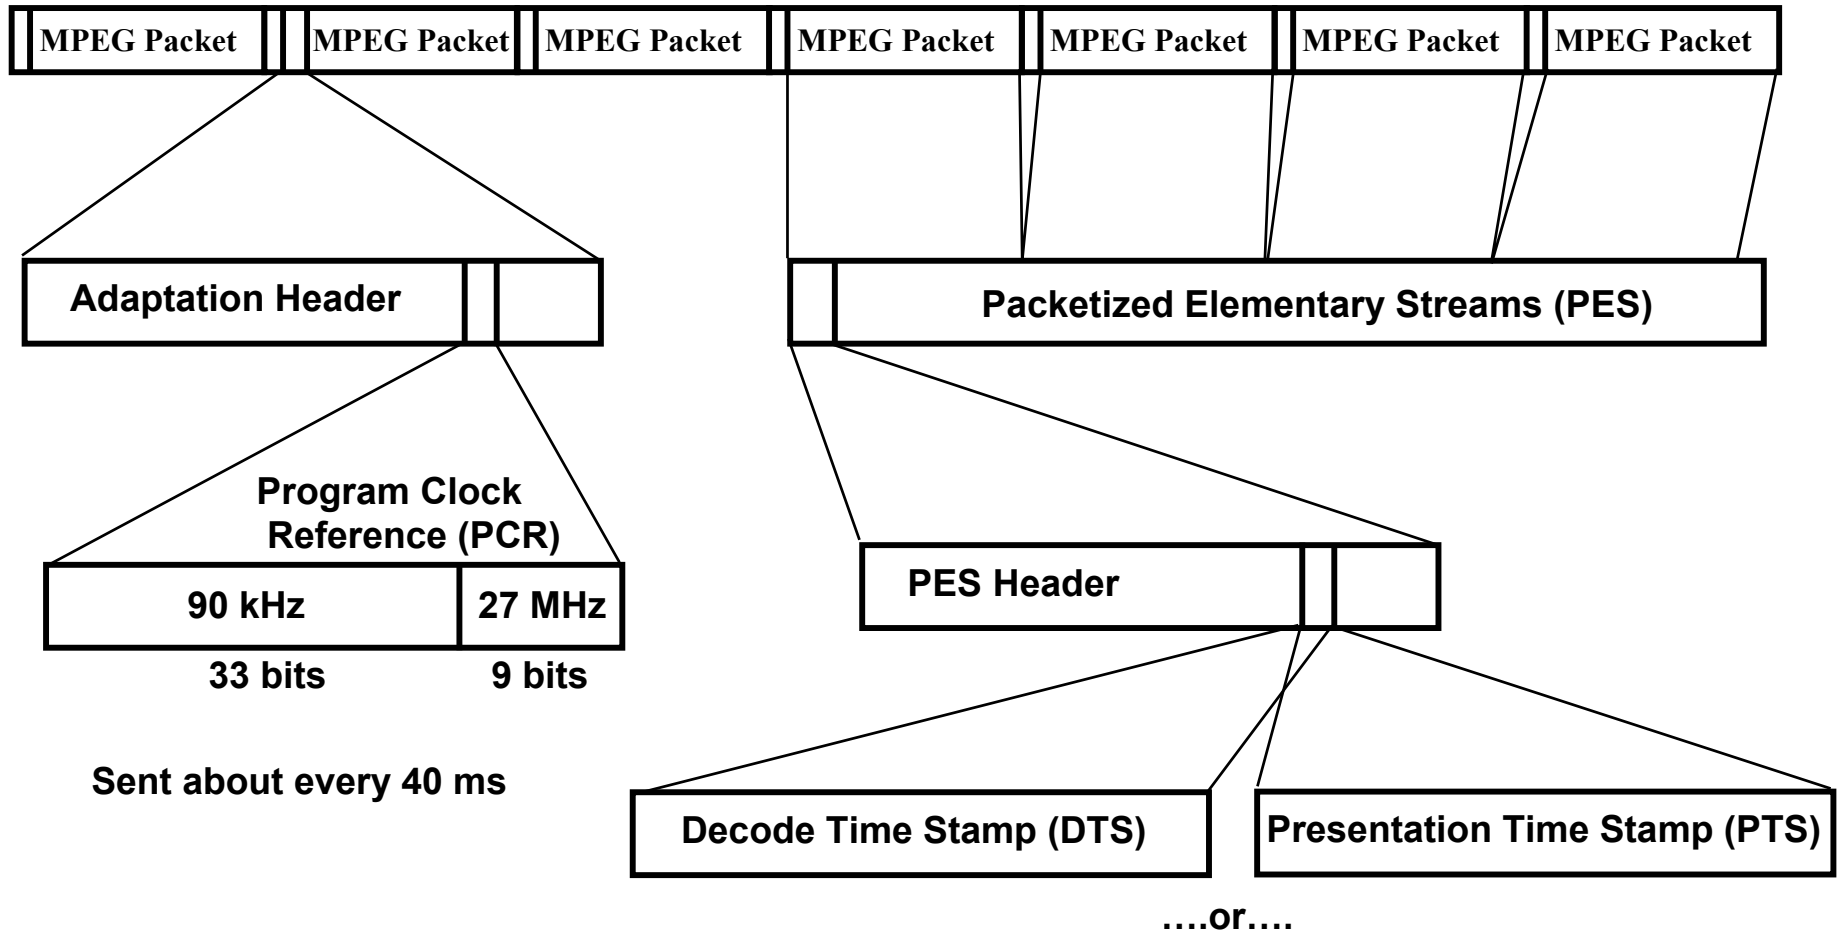 MPEG Packet MPEG Packet MPEG Packet MPEG Packet MPEG Packet MPEG Packet MPEG Packet
Adaptation Header
Packetized Elementary Streams (PES)
Program Clock
Reference (PCR)
90 kHz 27 MHz
33 bits 9 bits
Sent about every 40 ms
PES Header
Decode Time Stamp (DTS)
Presentation Time Stamp (PTS)
....or....